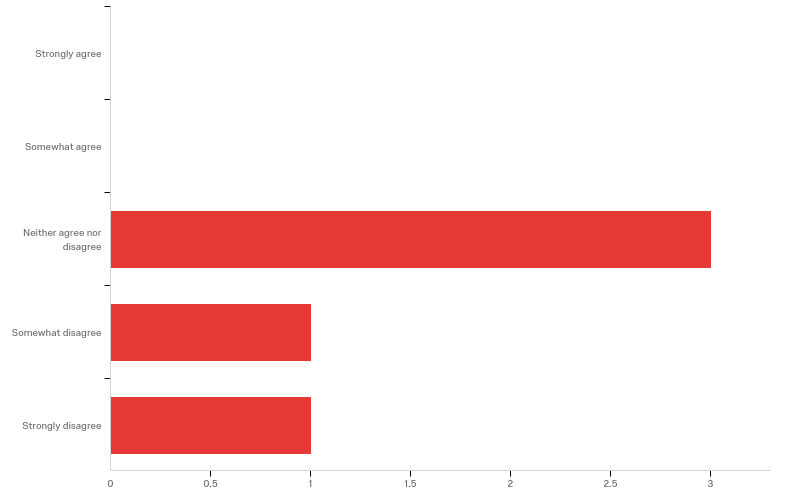 Strongly agree
Somewhat agree
Neither agree nor
disagree
Somewhat disagree
Strongly disagree
0 0.5 1 1.5 2 2.5 3